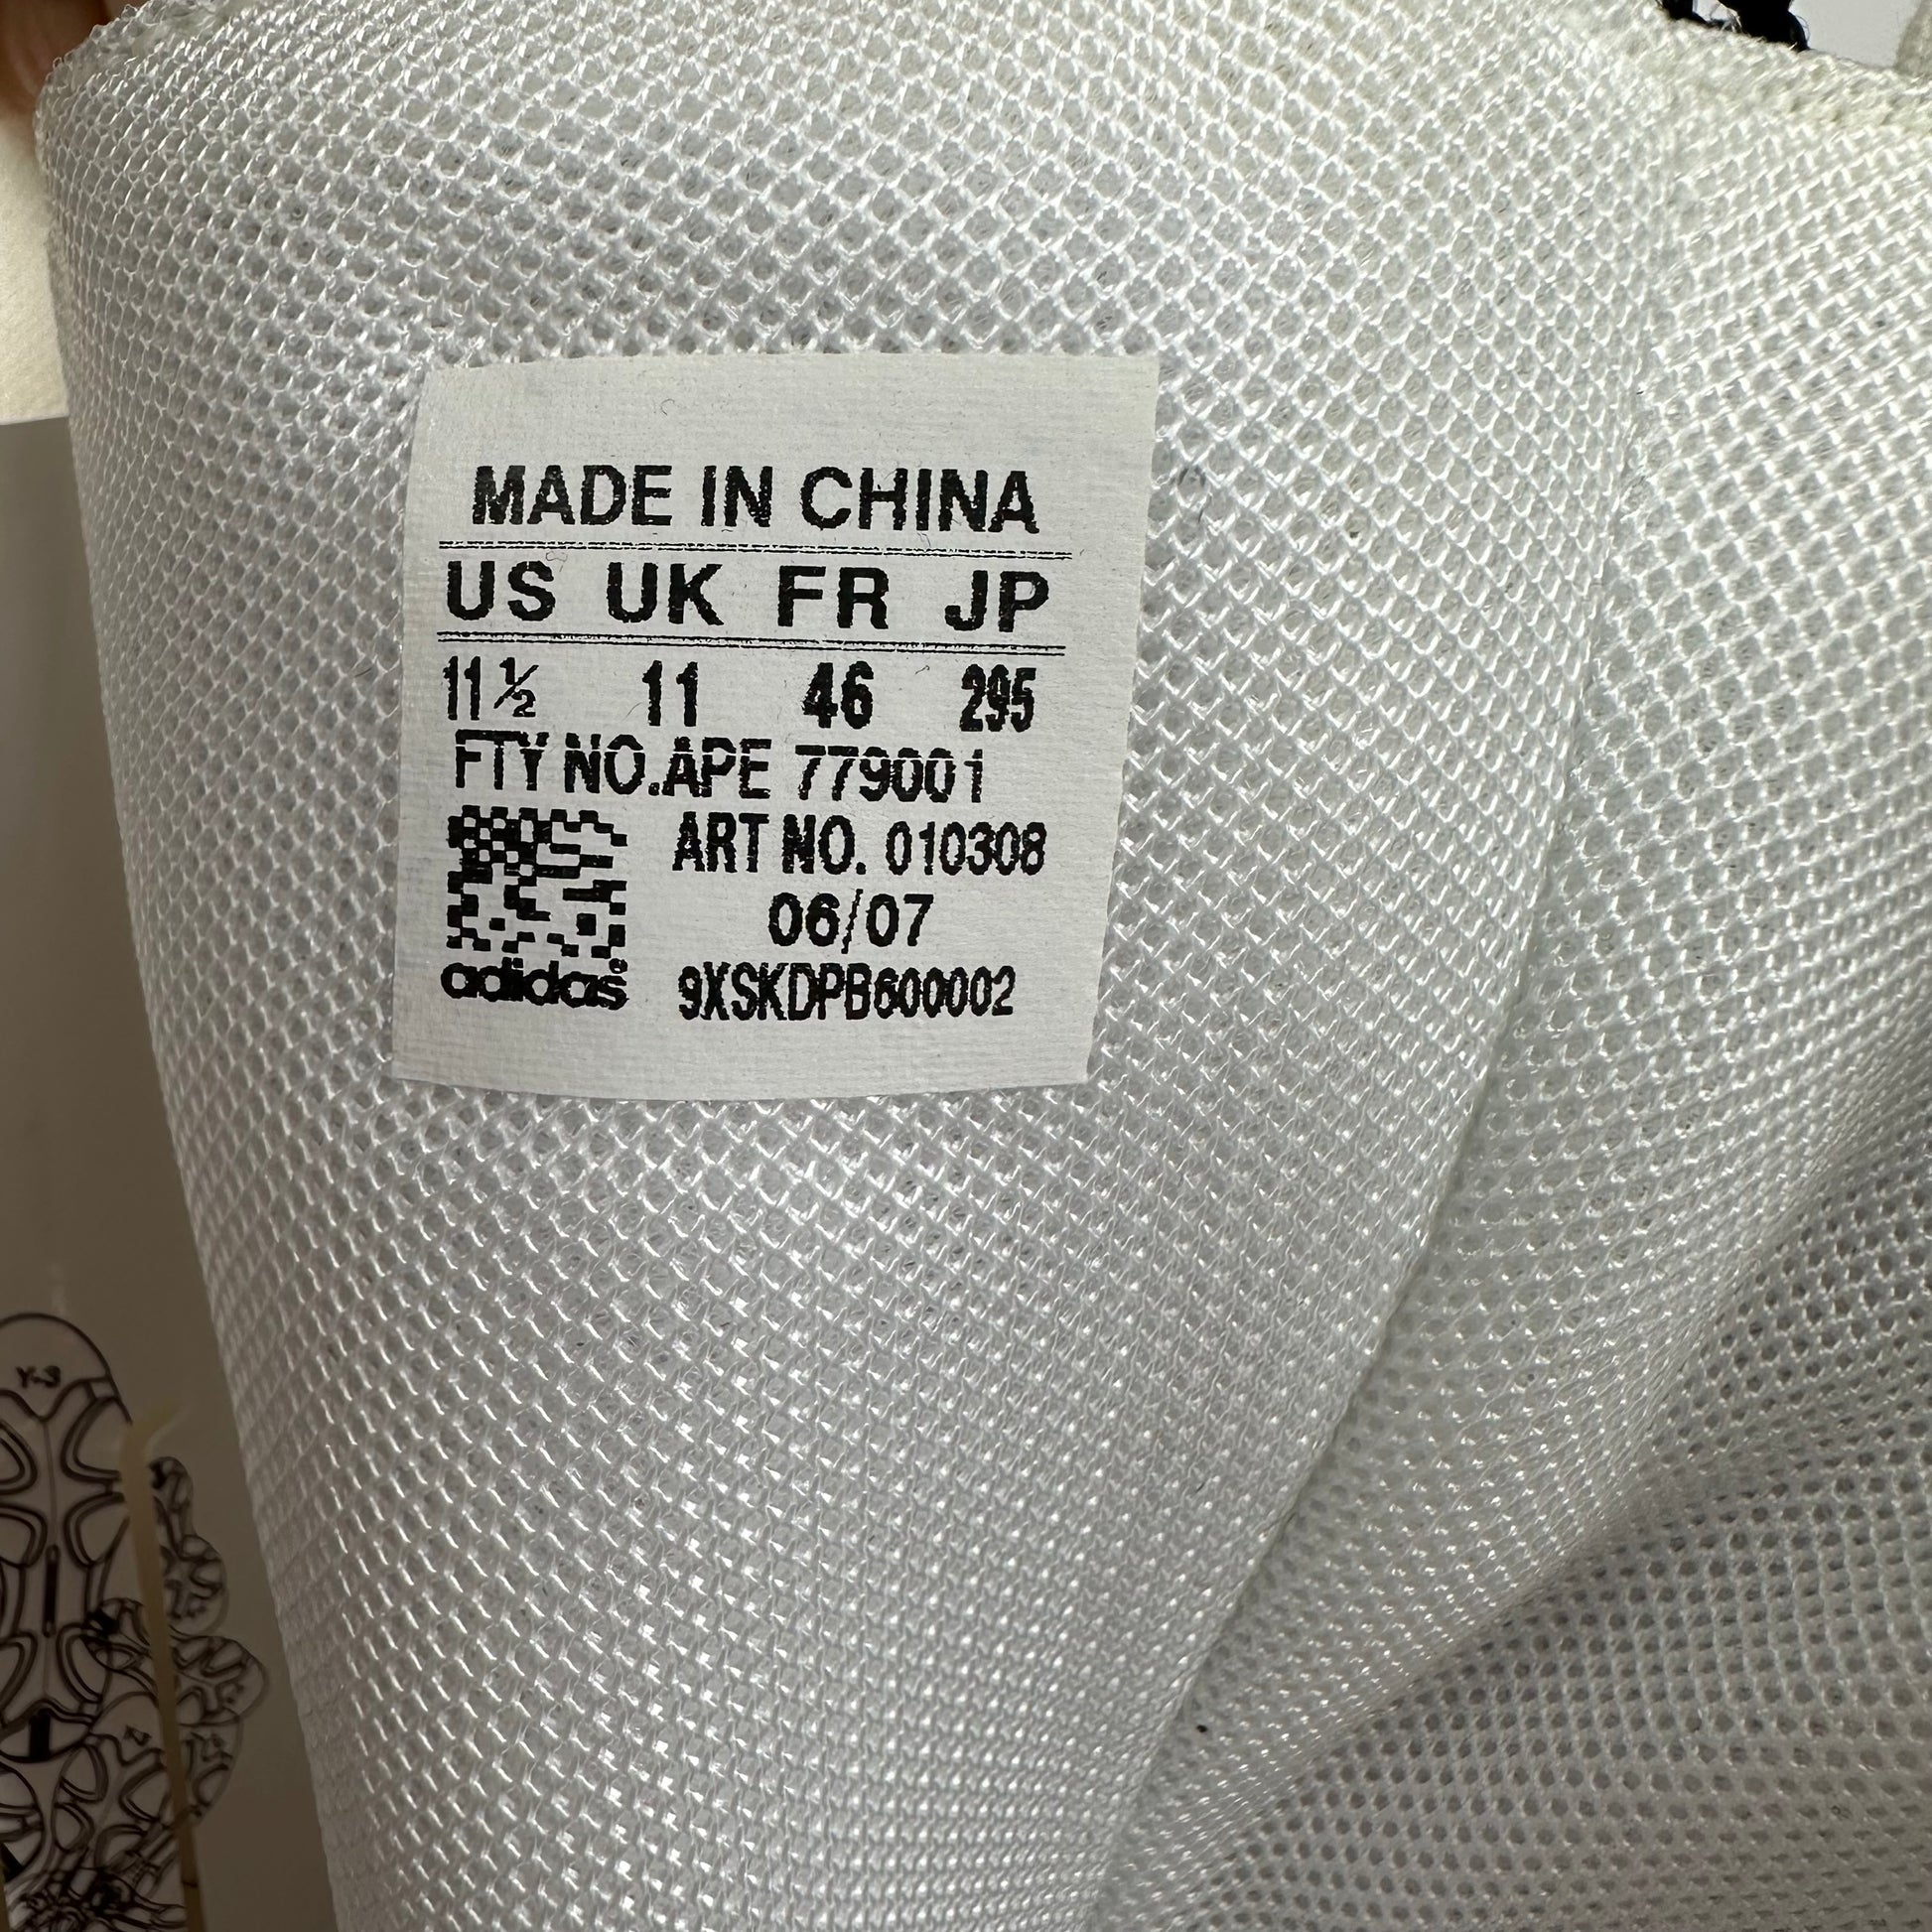 MADE IN CHINA
US UK FR JP
11½ 11 46 295
FTY NO.APE 779001
ART NO. 010308
06/07
adidas® 9XSKDPB600002
Y-3